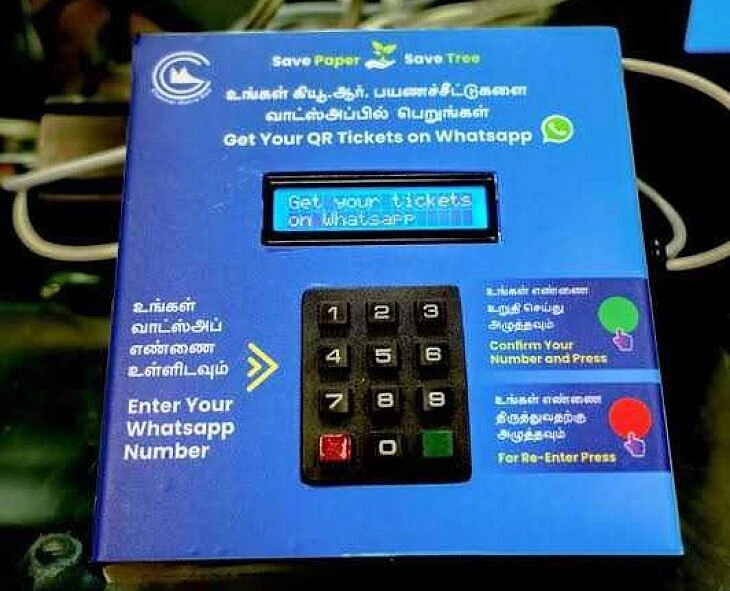 Save Paper Save Tree
உங்கள் கியூ.ஆர். பயணச்சீட்டுகளை
வாட்ஸ்அப்பில் பெறுங்கள்
Get Your QR Tickets on Whatsapp
Get your tickets
on Whatsapp
உங்கள்
வாட்ஸ்அப்
எண்ணை
உள்ளிடவும்
Enter Your
Whatsapp
Number
1 2 3
4 5 6
7 8 9
0
உங்கள் எண்ணை
உறுதி செய்து
அழுத்தவும்
Confirm Your
Number and Press
உங்கள் எண்ணை
திருத்துவதற்கு
அழுத்தவும்
For Re-Enter Press